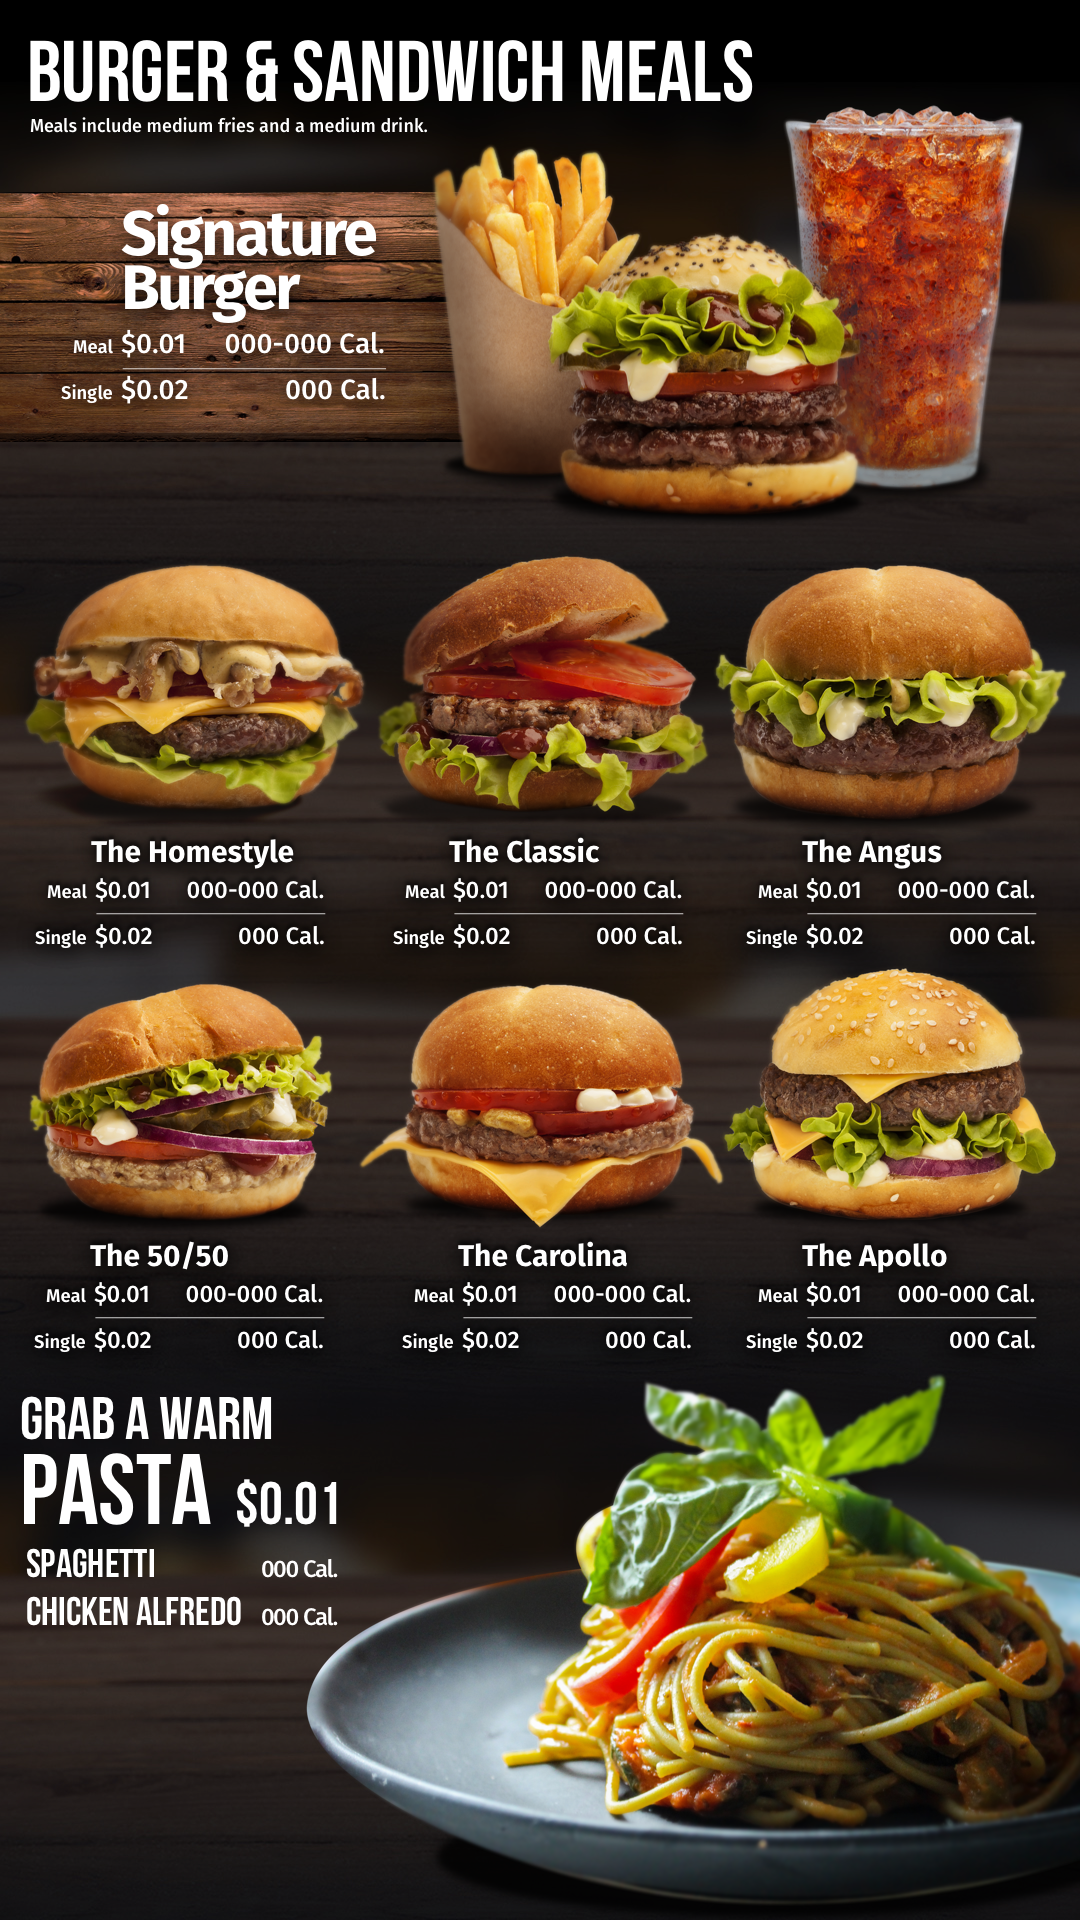 BURGER & SANDWICH MEALS
Meals include medium fries and a medium drink.
Signature
Burger
Meal $0.01 000-000 Cal.
Single $0.02 000 Cal.
The Homestyle
Meal $0.01 000-000 Cal.
Single $0.02 000 Cal.
The Classic
Meal $0.01 000-000 Cal.
Single $0.02 000 Cal.
The Angus
Meal $0.01 000-000 Cal.
Single $0.02 000 Cal.
The 50/50
Meal $0.01 000-000 Cal.
Single $0.02 000 Cal.
The Carolina
Meal $0.01 000-000 Cal.
Single $0.02 000 Cal.
The Apollo
Meal $0.01 000-000 Cal.
Single $0.02 000 Cal.
GRAB A WARM
PASTA $0.01
SPAGHETTI 000 Cal.
CHICKEN ALFREDO 000 Cal.